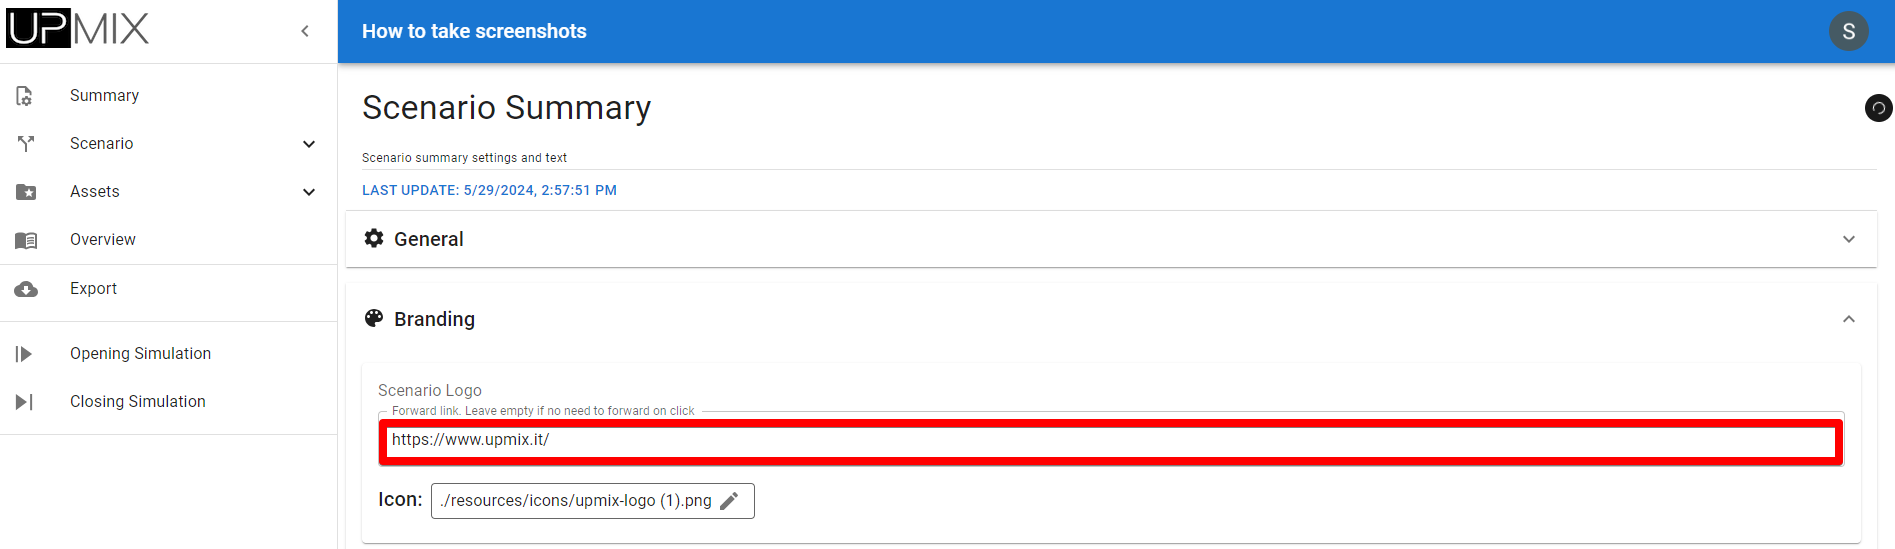 UPMIX
How to take screenshots
S
Summary
Scenario
Assets
Overview
Export
Opening Simulation
Closing Simulation
Scenario Summary
Scenario summary settings and text
LAST UPDATE: 5/29/2024, 2:57:51 PM
General
Branding
Scenario Logo
Forward link. Leave empty if no need to forward on click
https://www.upmix.it/
Icon: ./resources/icons/upmix-logo (1).png